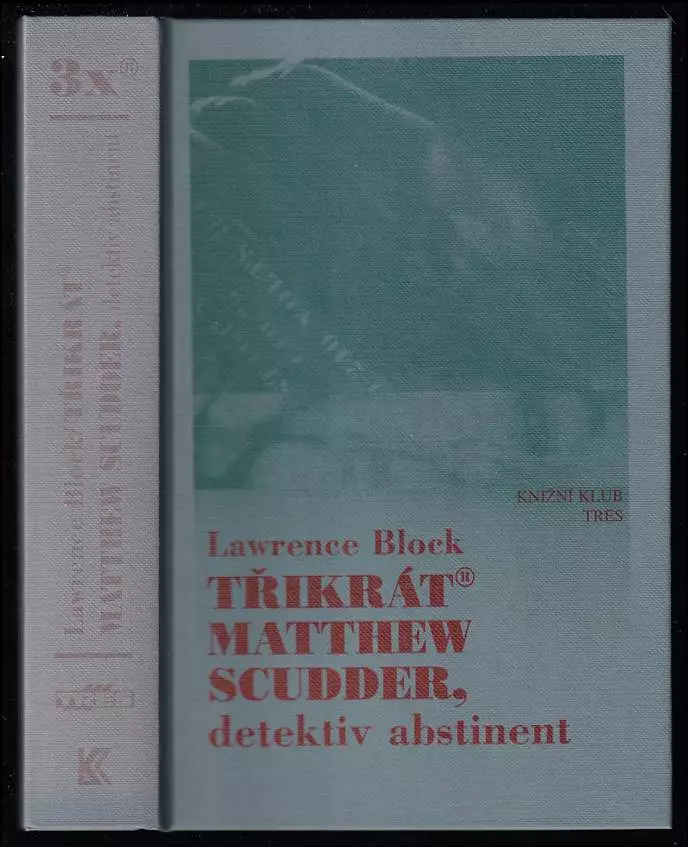 3x®
Lawrence Block/TŘIKRÁT®
MATTHEW SCUDDER, detektiv abstinent
KNIŽNÍ KLUB
TRES
Lawrence Block
TŘIKRÁT®
MATTHEW
SCUDDER,
detektiv abstinent